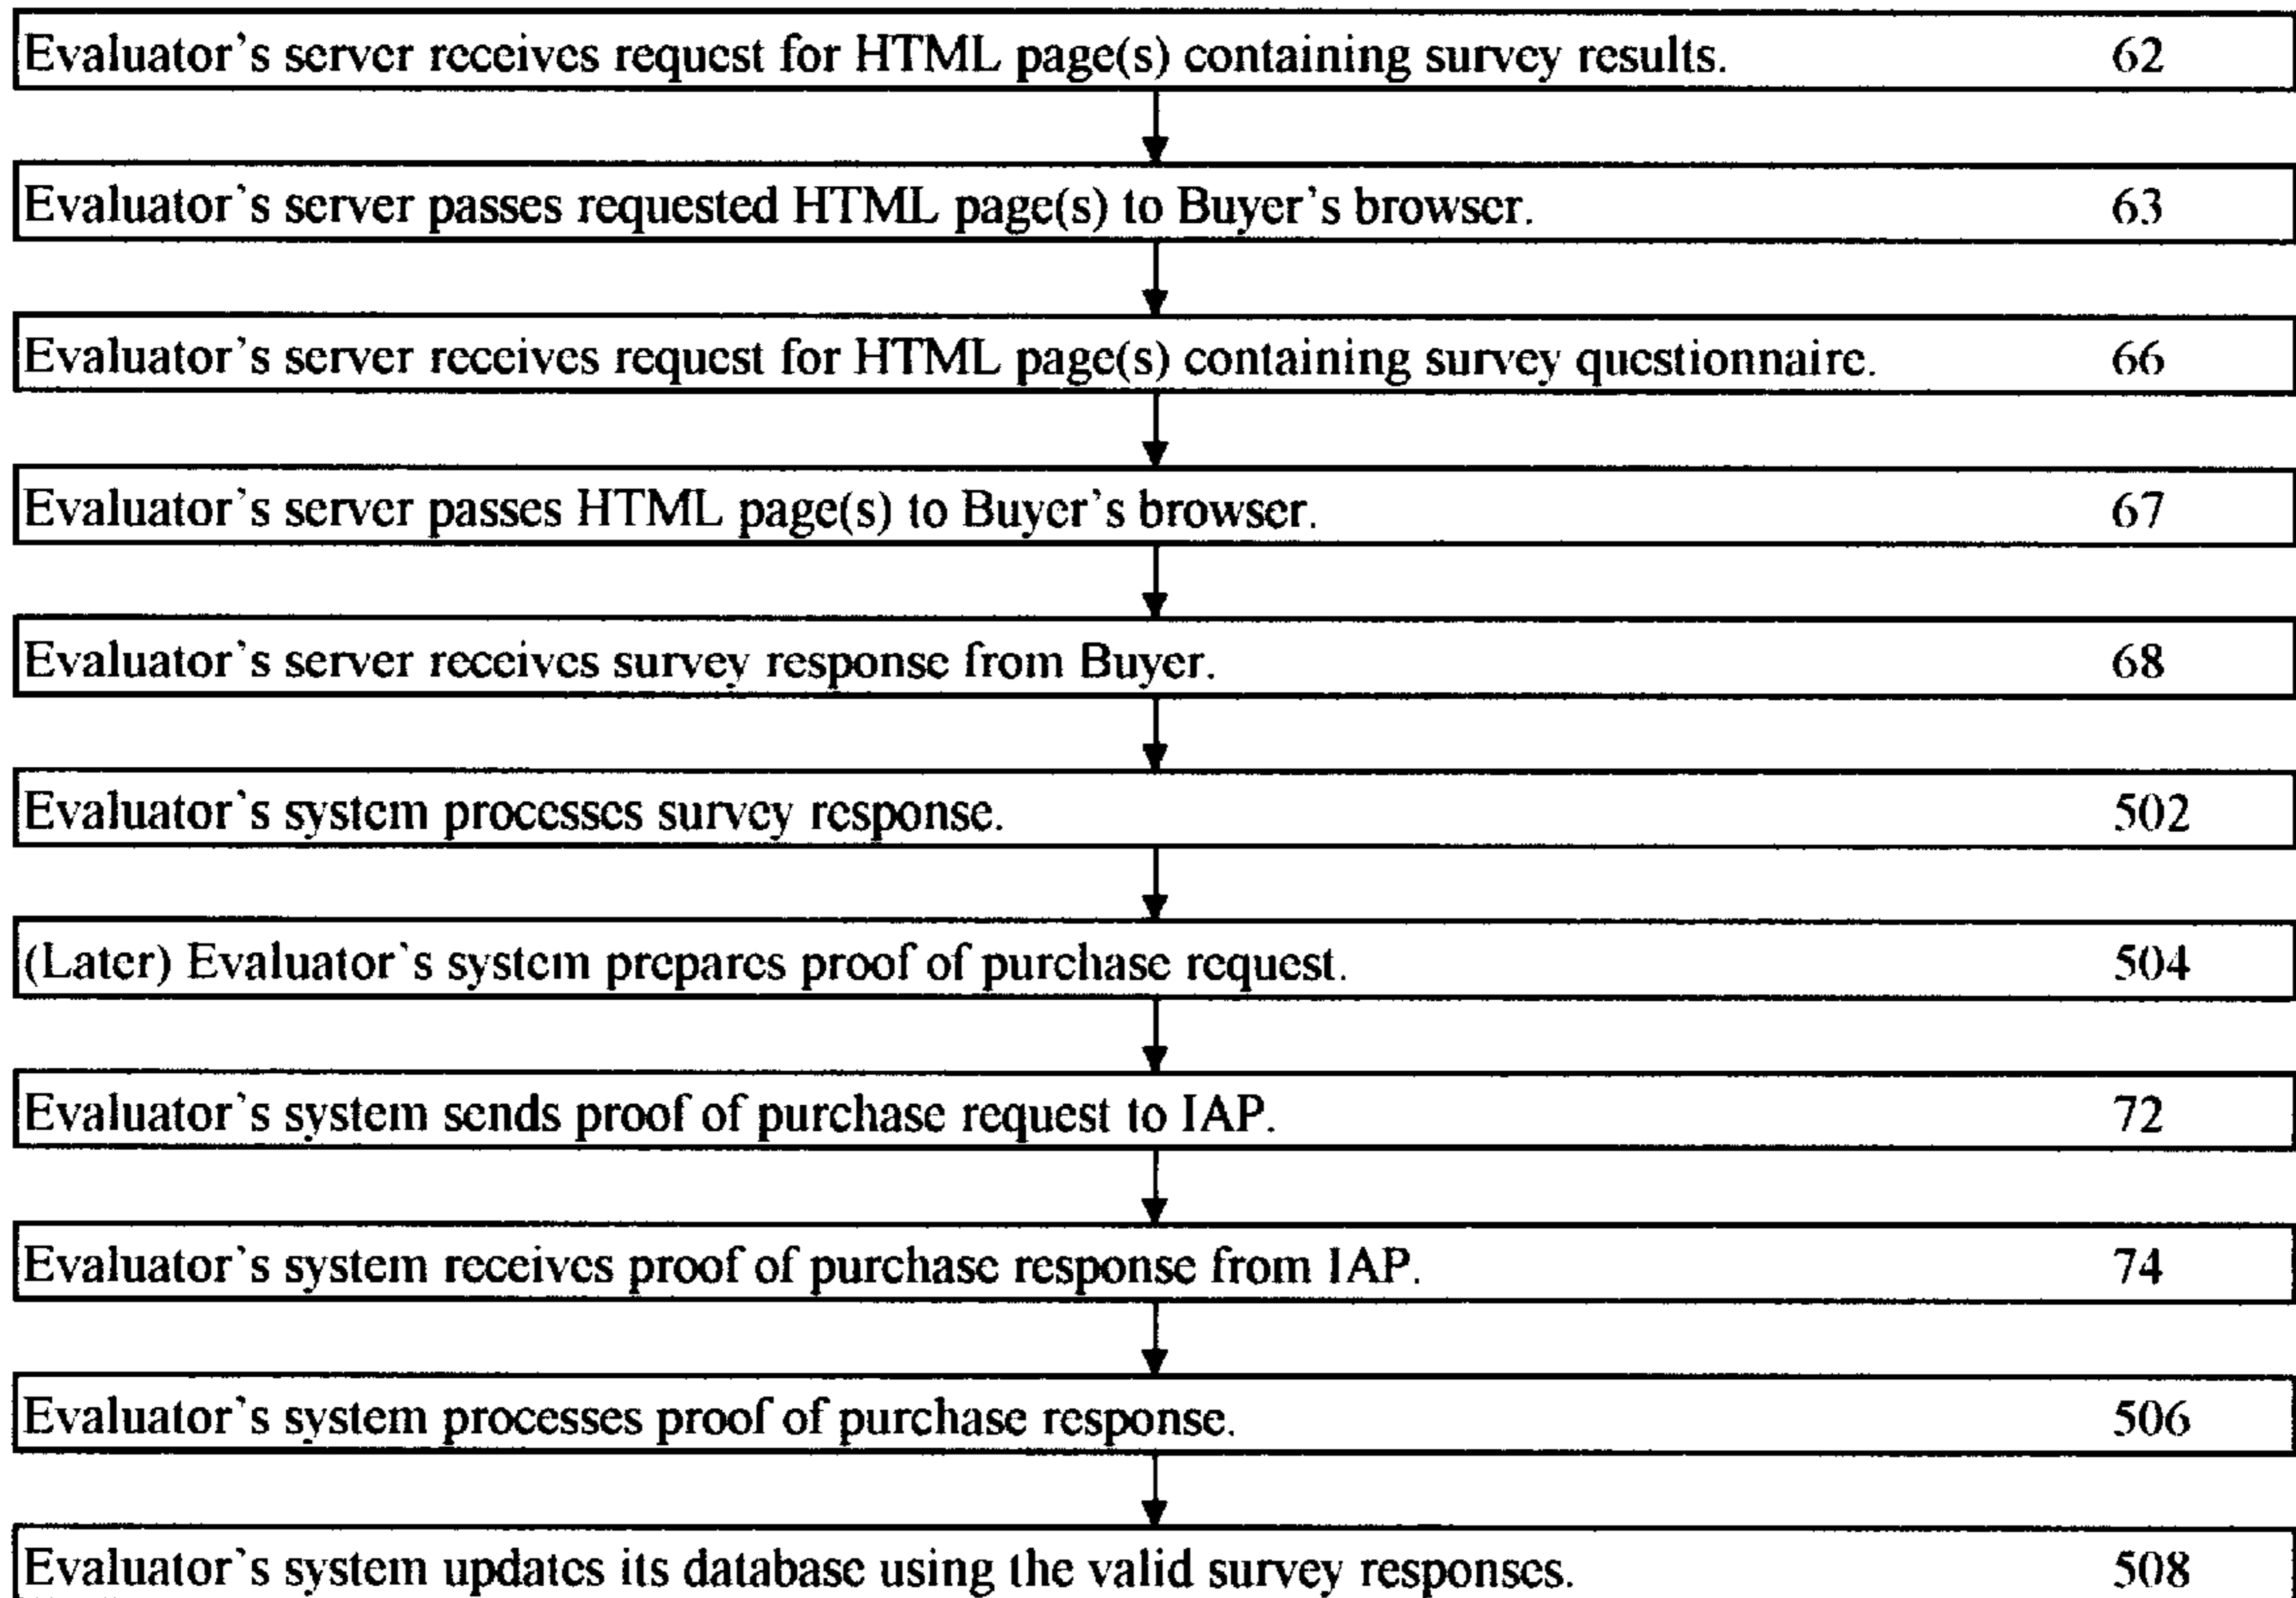 Evaluator's server receives request for HTML page(s) containing survey results. 62
Evaluator's server passes requested HTML page(s) to Buyer's browser. 63
Evaluator's server receives request for HTML page(s) containing survey questionnaire. 66
Evaluator's server passes HTML page(s) to Buyer's browser. 67
Evaluator's server receives survey response from Buyer. 68
Evaluator's system processes survey response. 502
(Later) Evaluator's system prepares proof of purchase request. 504
Evaluator's system sends proof of purchase request to IAP. 72
Evaluator's system receives proof of purchase response from IAP. 74
Evaluator's system processes proof of purchase response. 506
Evaluator's system updates its database using the valid survey responses. 508